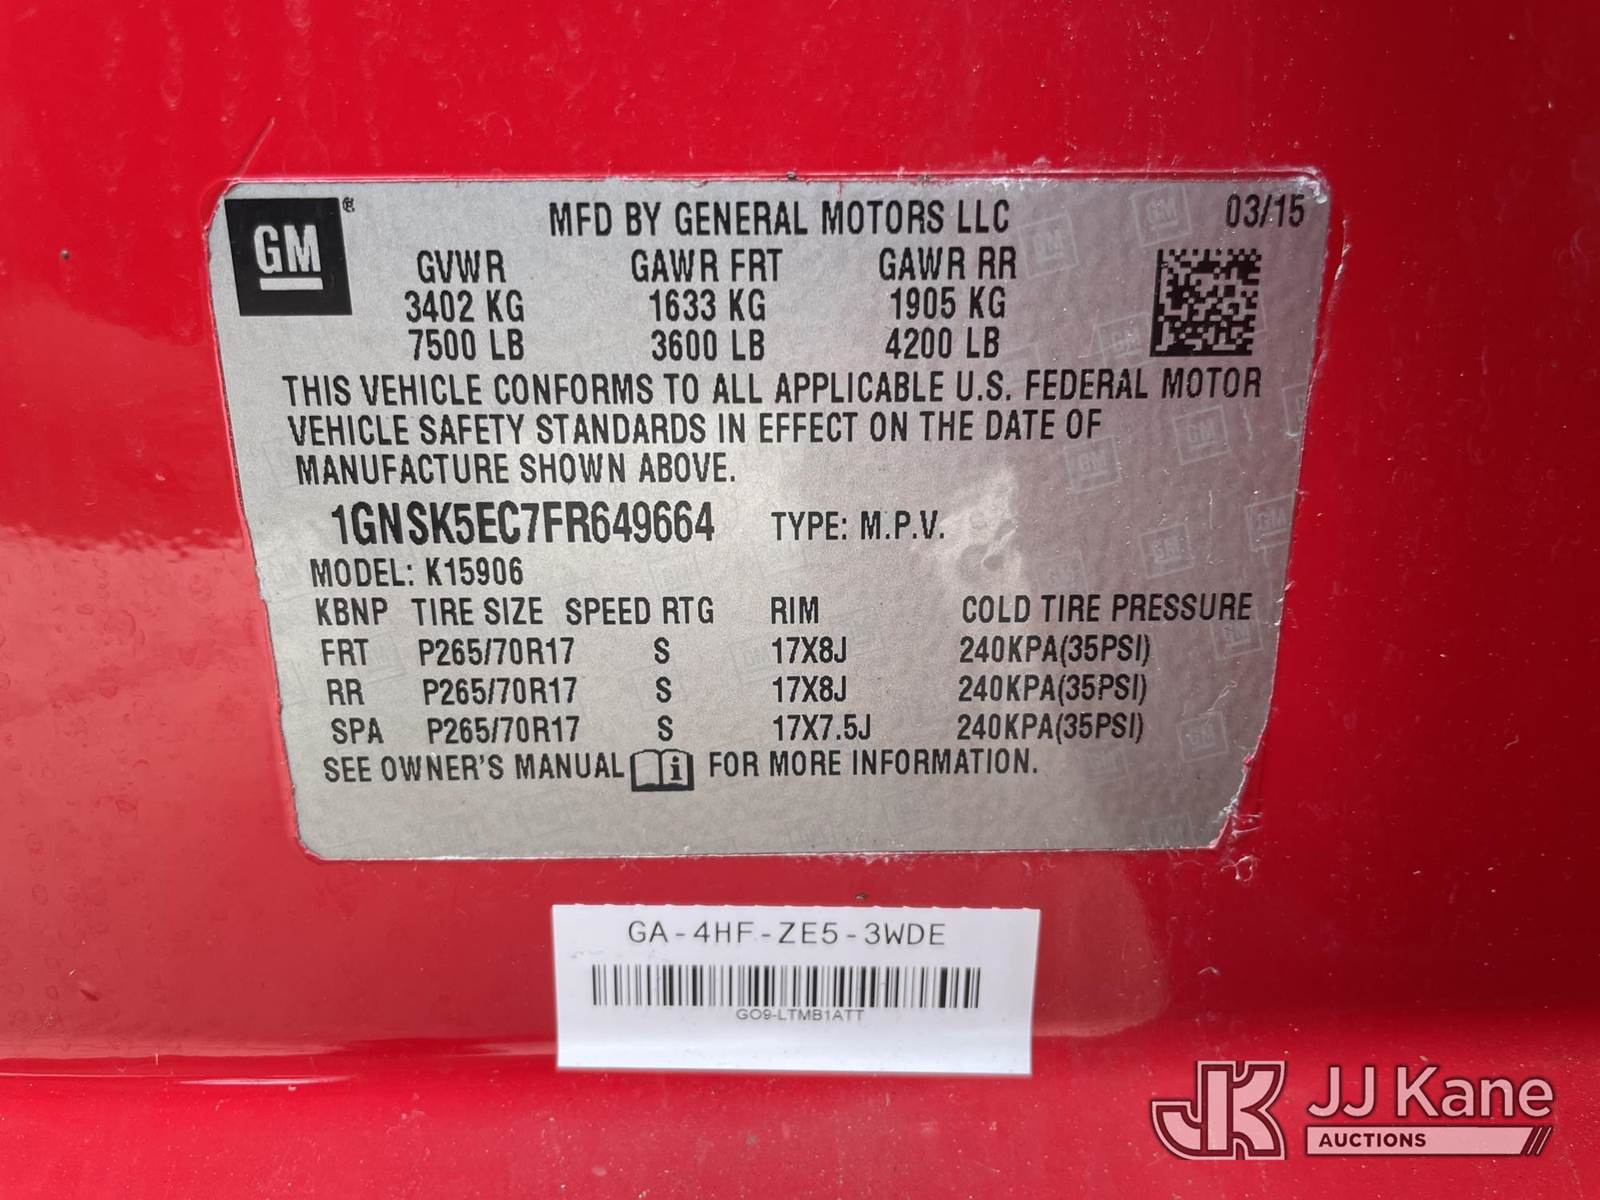 GM®
MFD BY GENERAL MOTORS LLC 03/15
GVWR GAWR FRT GAWR RR
3402 KG 1633 KG 1905 KG
7500 LB 3600 LB 4200 LB
THIS VEHICLE CONFORMS TO ALL APPLICABLE U.S. FEDERAL MOTOR
VEHICLE SAFETY STANDARDS IN EFFECT ON THE DATE OF
MANUFACTURE SHOWN ABOVE.
1GNSK5EC7FR649664 TYPE: M.P.V.
MODEL: K15906
KBNP TIRE SIZE SPEED RTG RIM COLD TIRE PRESSURE
FRT P265/70R17 S 17X8J 240KPA(35PSI)
RR P265/70R17 S 17X8J 240KPA(35PSI)
SPA P265/70R17 S 17X7.5J 240KPA(35PSI)
SEE OWNER'S MANUAL i FOR MORE INFORMATION.
GA-4HF-ZE5-3WDE
GO9-LTMB1ATT
JK JJ Kane
AUCTIONS